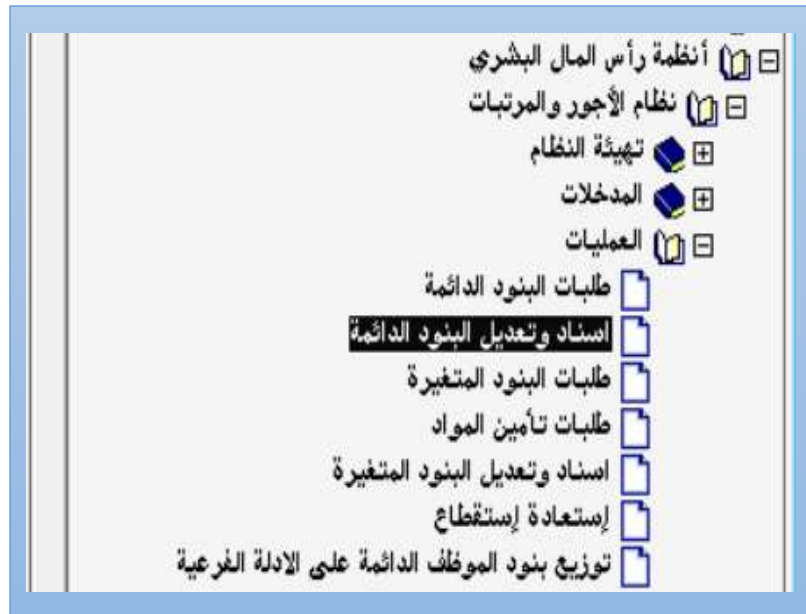 أنظمة رأس المال البشري
نظام الأجور والمرتبات
تهيئة النظام
المدخلات
العمليات
طلبات البنود الدائمة
اسناد وتعديل البنود الدائمة
طلبات البنود المتغيرة
طلبات تأمين المواد
اسناد وتعديل البنود المتغيرة
إستعادة إستقطاع
توزيع بنود الموظف الدائمة على الادلة الفرعية